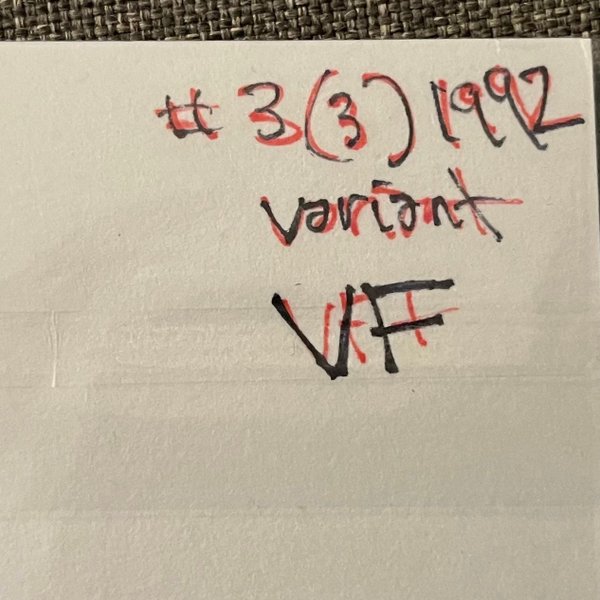 # 3(3) 1992
variant
VF